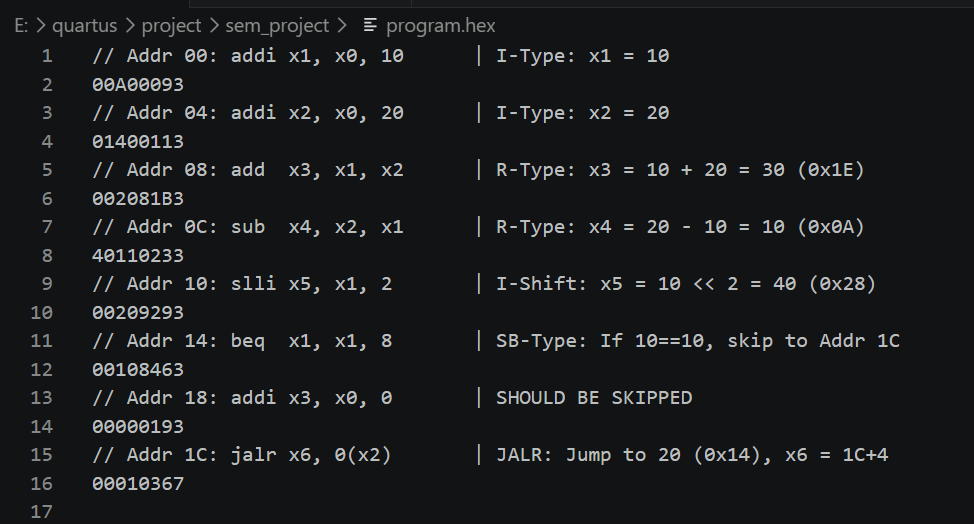 E: > quartus > project > sem_project > program.hex
1 // Addr 00: addi x1, x0, 10      | I-Type: x1 = 10
2 00A00093
3 // Addr 04: addi x2, x0, 20      | I-Type: x2 = 20
4 01400113
5 // Addr 08: add  x3, x1, x2      | R-Type: x3 = 10 + 20 = 30 (0x1E)
6 002081B3
7 // Addr 0C: sub  x4, x2, x1      | R-Type: x4 = 20 - 10 = 10 (0x0A)
8 40110233
9 // Addr 10: slli x5, x1, 2       | I-Shift: x5 = 10 << 2 = 40 (0x28)
10 00209293
11 // Addr 14: beq  x1, x1, 8       | SB-Type: If 10==10, skip to Addr 1C
12 00108463
13 // Addr 18: addi x3, x0, 0       | SHOULD BE SKIPPED
14 00000193
15 // Addr 1C: jalr x6, 0(x2)       | JALR: Jump to 20 (0x14), x6 = 1C+4
16 00010367
17